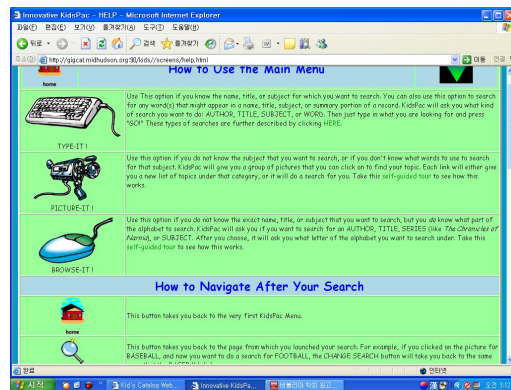 Innovative KidsPac - HELP - Microsoft Internet Explorer
파일(F) 편집(E) 보기(V) 즐겨찾기(A) 도구(T) 도움말(H)
뒤로 검색 즐겨찾기
주소(D) http://gigcat.midhudson.org:90/kids//screens/help.html 이동 연결
How to Use the Main Menu
home
Use This option if you know the name, title, or subject for which you want to search. You can also use this option to search
for any word(s) that might appear in a name, title, subject, or summary portion of a record. KidsPac will ask you what kind
of search you want to do: AUTHOR, TITLE, SUBJECT, or WORD. Then just type in what you are looking for and press
"GO!" These types of searches are further described by clicking HERE.
TYPE-IT !
Use this option if you do not know the subject that you want to search, or if you don't know what words to use to search
for that subject. KidsPac will give you a group of pictures that you can click on to find your topic. Each link will either give
you a new list of topics under that category, or it will do a search for you. Take this self-guided tour to see how this
works.
PICTURE-IT !
Use this option if you do not know the exact name, title, or subject that you want to search, but you do know what part of
the alphabet to search. KidsPac will ask you if you want to search for an AUTHOR, TITLE, SERIES (like The Chronicles of
Narnia), or SUBJECT. After you choose, it will ask you what letter of the alphabet you want to search under. Take this
self-guided tour to see how this works.
BROWSE-IT !
How to Navigate After Your Search
This button takes you back to the very first KidsPac Menu.
home
This button takes you back to the page from which you launched your search. For example, if you clicked on the picture for
BASEBALL, and now you want to do a search for FOOTBALL, the CHANGE SEARCH button will take you back to the same
완료 인터넷
시작 Kid's Catalog Web... Innovative KidsPa...